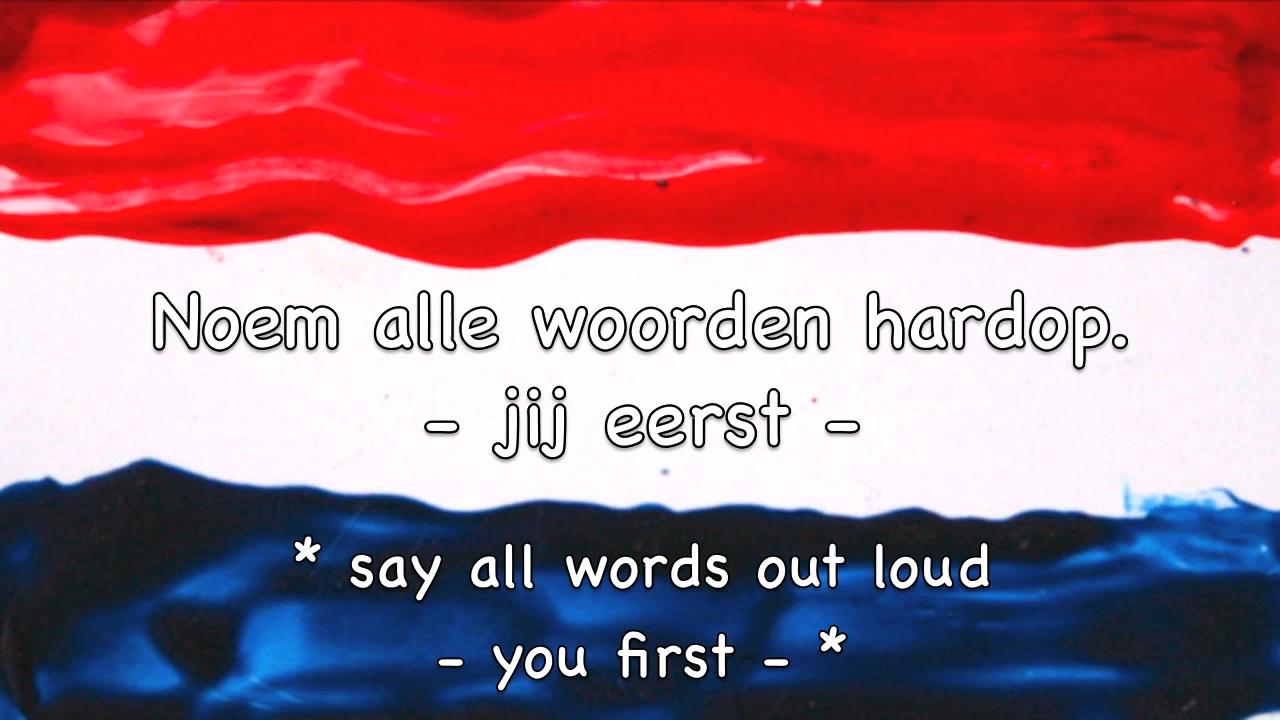 Noem alle woorden hardop.
- jij eerst -
* say all words out loud
- you first - *